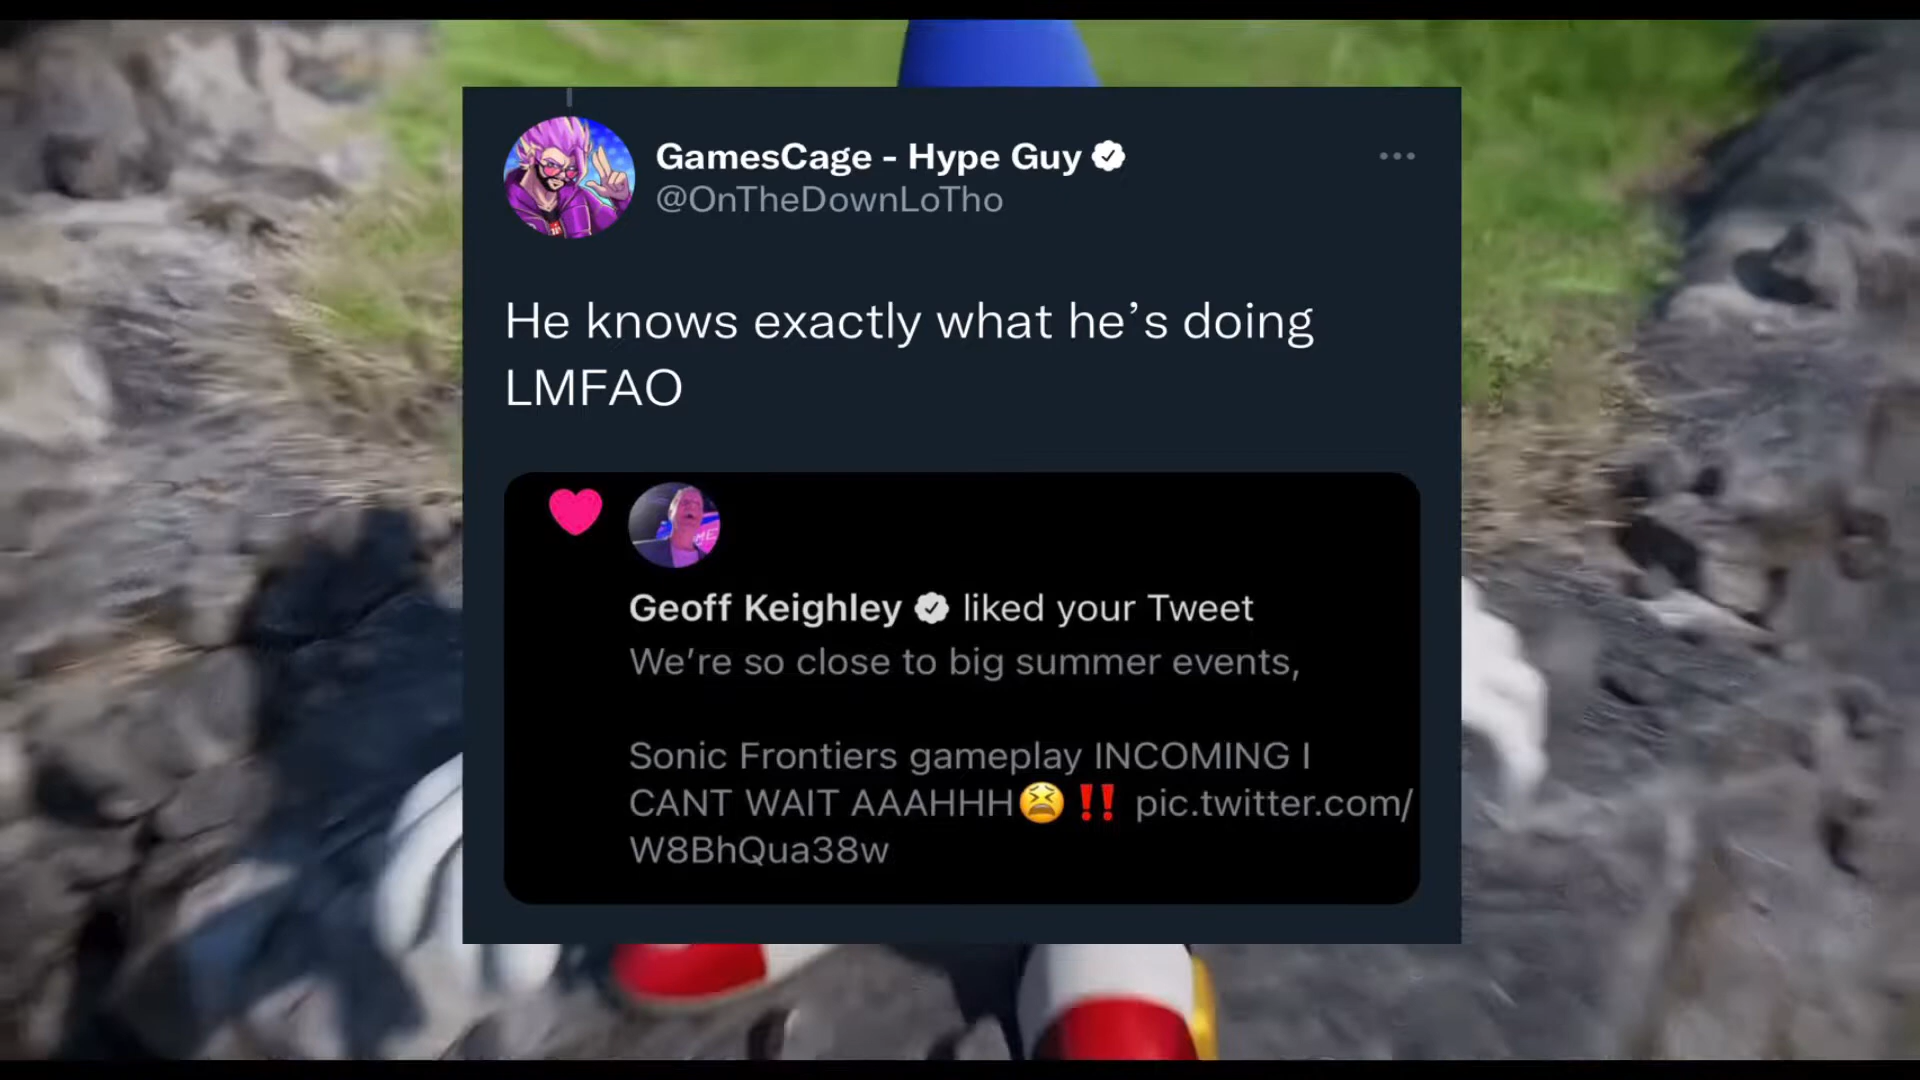 GamesCage - Hype Guy
@OnTheDownLoTho
He knows exactly what he’s doing
LMFAO
Geoff Keighley liked your Tweet
We’re so close to big summer events,
Sonic Frontiers gameplay INCOMING I
CANT WAIT AAAHHH😫‼️ pic.twitter.com/
W8BhQua38w